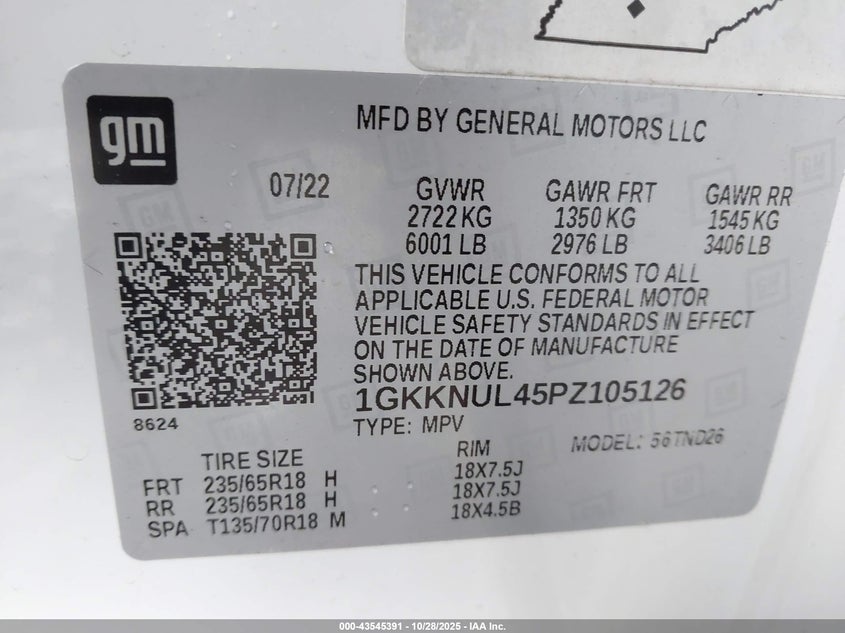 gm
MFD BY GENERAL MOTORS LLC
07/22
GVWR GAWR FRT GAWR RR
2722 KG 1350 KG 1545 KG
6001 LB 2976 LB 3406 LB
THIS VEHICLE CONFORMS TO ALL
APPLICABLE U.S. FEDERAL MOTOR
VEHICLE SAFETY STANDARDS IN EFFECT
ON THE DATE OF MANUFACTURE
SHOWN ABOVE.
1GKKNUL45PZ105126
8624
TYPE: MPV MODEL: 56TND26
TIRE SIZE RIM
FRT 235/65R18 H 18X7.5J
RR 235/65R18 H 18X7.5J
SPA T135/70R18 M 18X4.5B
000-43545391 | 10/28/2025 - IAA Inc.